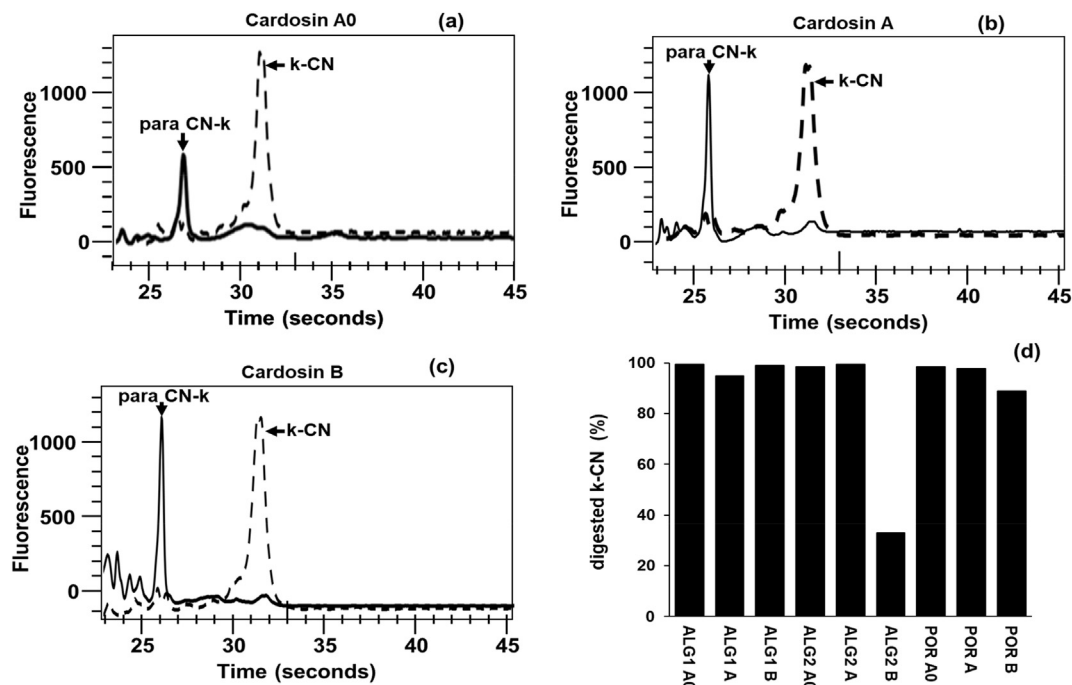 Cardosin A0 (a)
k-CN
para CN-k
Fluorescence
1000
500
0
25 30 35 40 45
Time (seconds)
Cardosin A (b)
para CN-k
k-CN
Fluorescence
1000
500
0
25 30 35 40 45
Time (seconds)
Cardosin B (c)
para CN-k
k-CN
Fluorescence
1000
500
0
25 30 35 40 45
Time (seconds)
(d)
digested k-CN (%)
100
80
60
40
20
0
ALG1 A0
ALG1 A
ALG1 B
ALG2 A0
ALG2 A
ALG2 B
POR A0
POR A
POR B